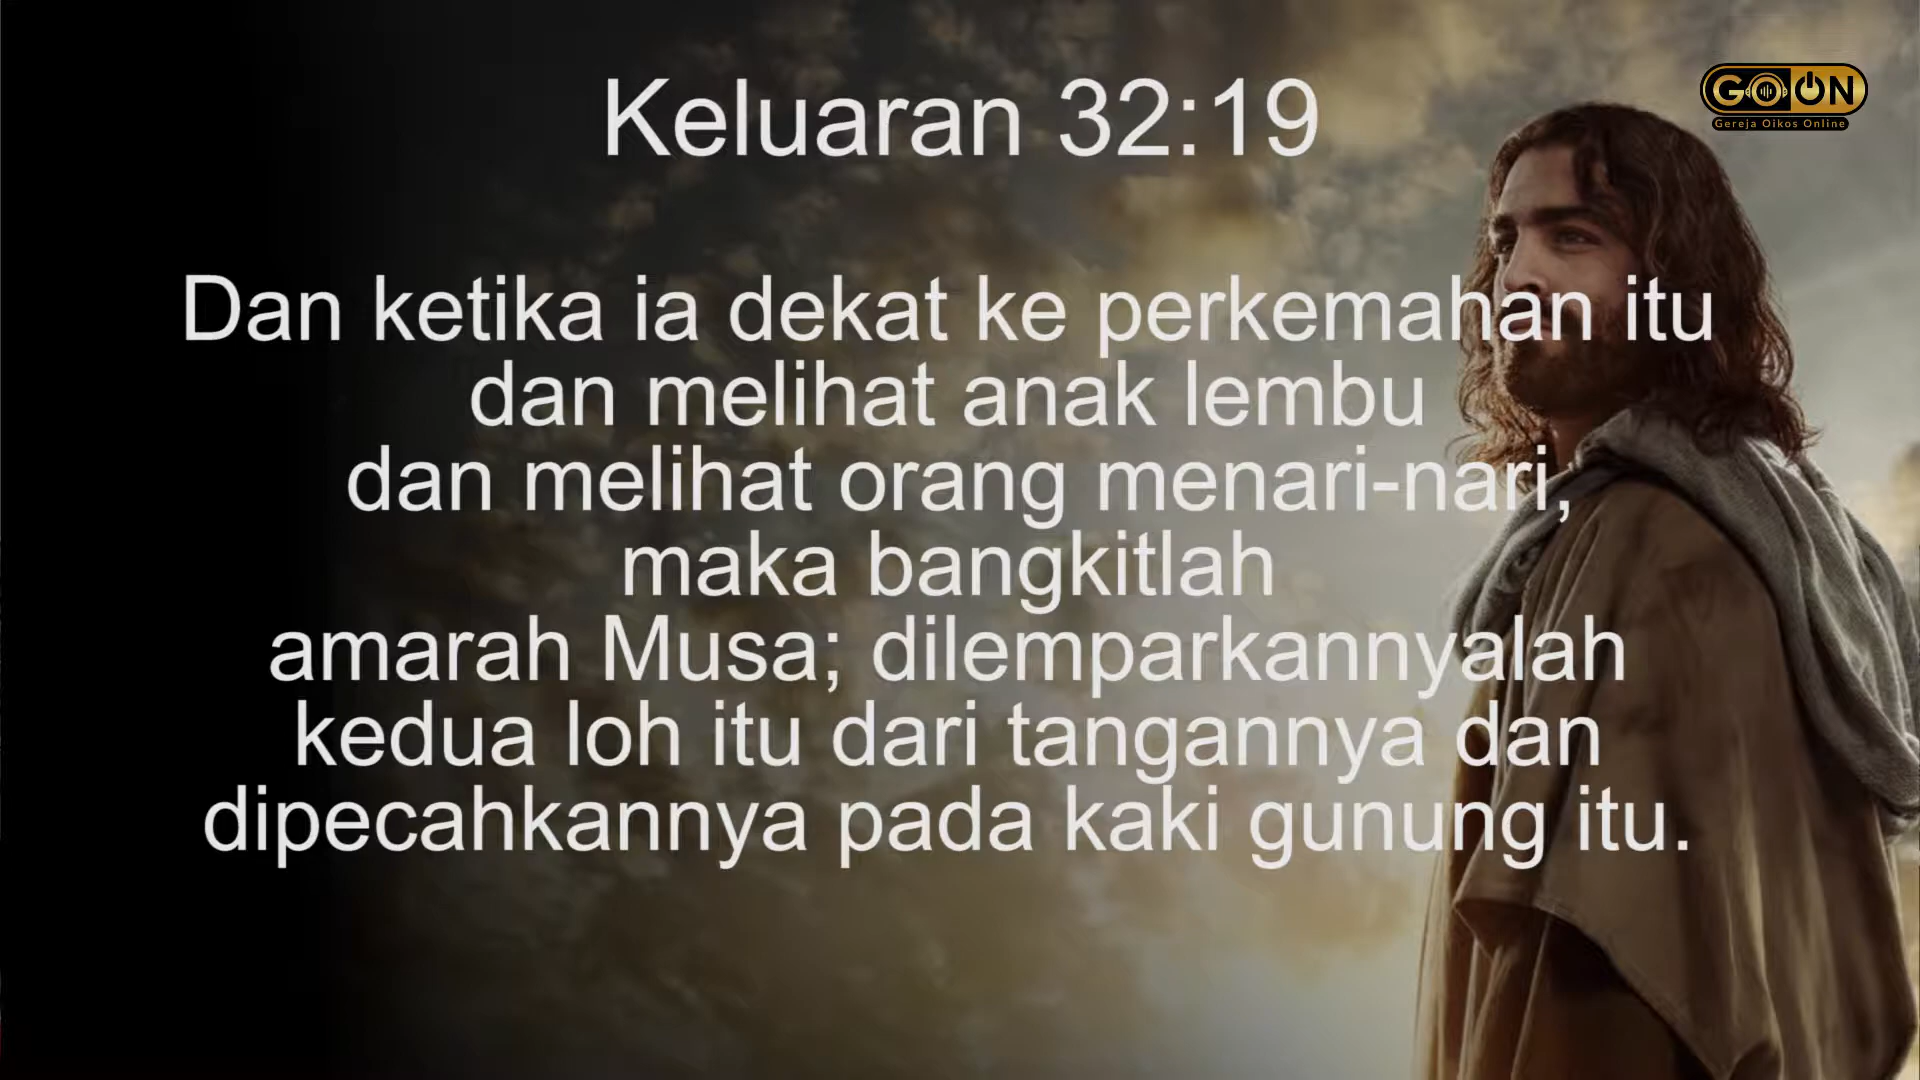 GOON
Gereja Oikos Online
Keluaran 32:19
Dan ketika ia dekat ke perkemahan itu
dan melihat anak lembu
dan melihat orang menari-nari,
maka bangkitlah
amarah Musa; dilemparkannyalah
kedua loh itu dari tangannya dan
dipecahkannya pada kaki gunung itu.